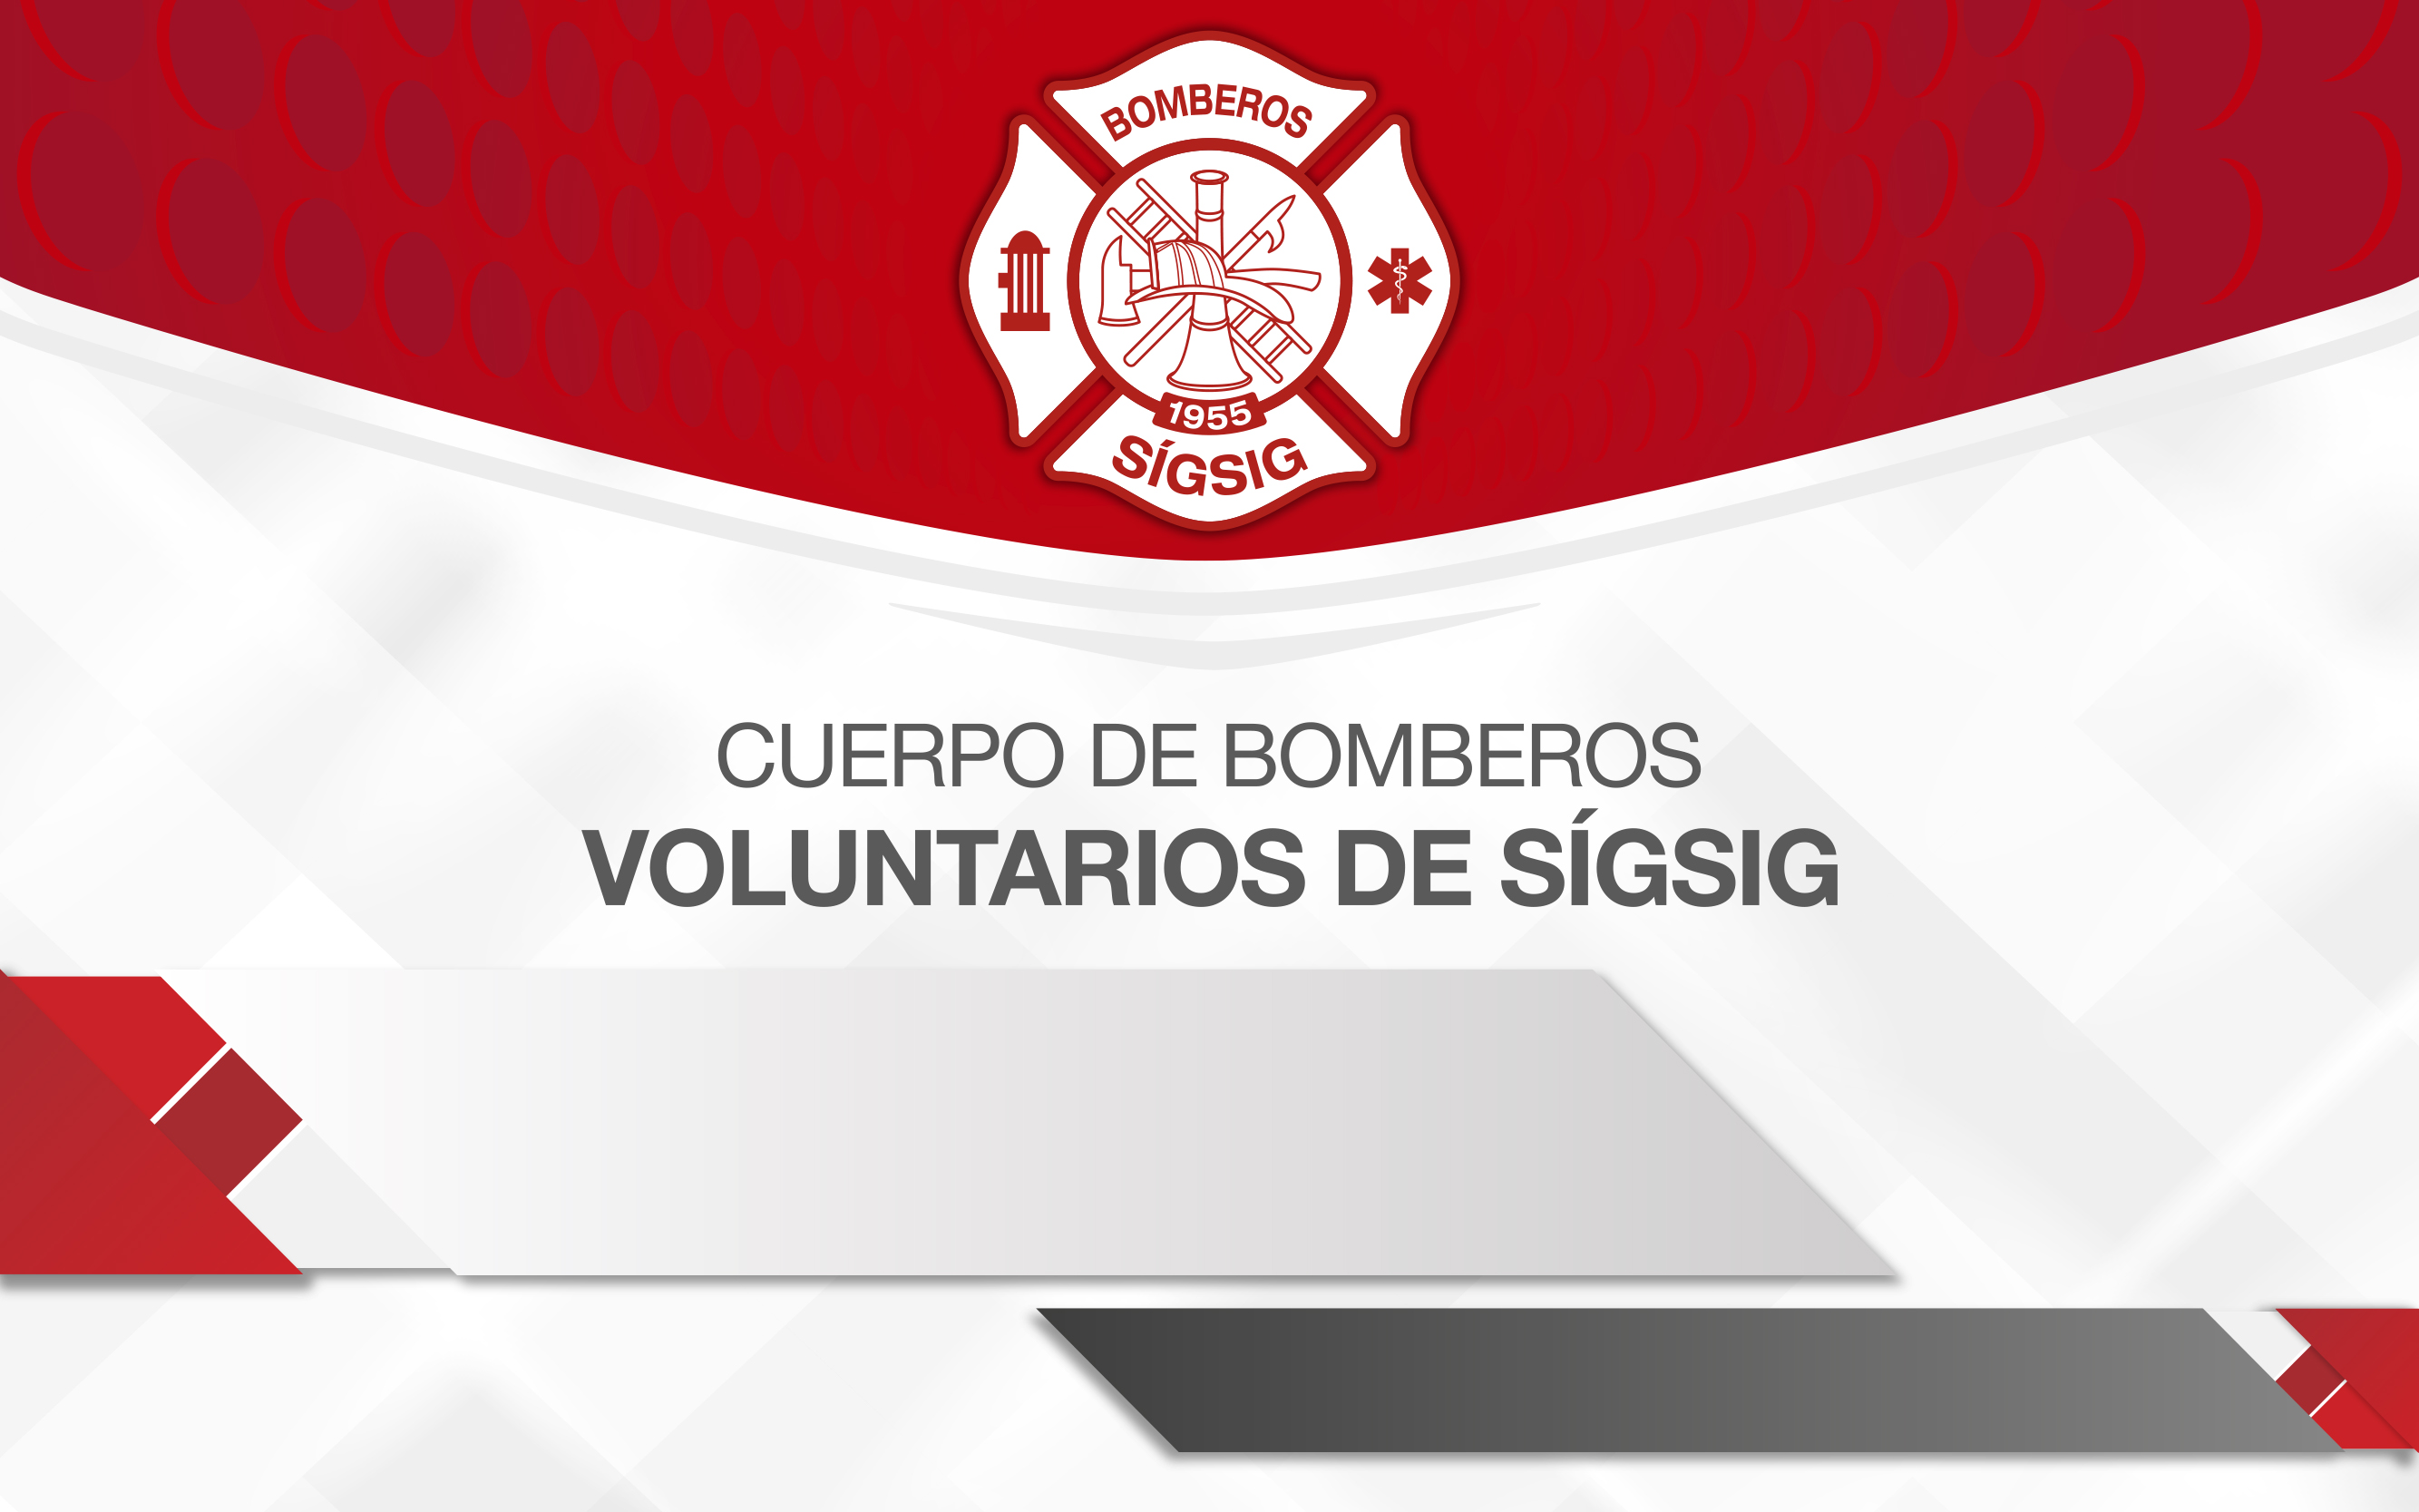 BOMBEROS
1955
SÍGSIG
CUERPO DE BOMBEROS
VOLUNTARIOS DE SÍGSIG